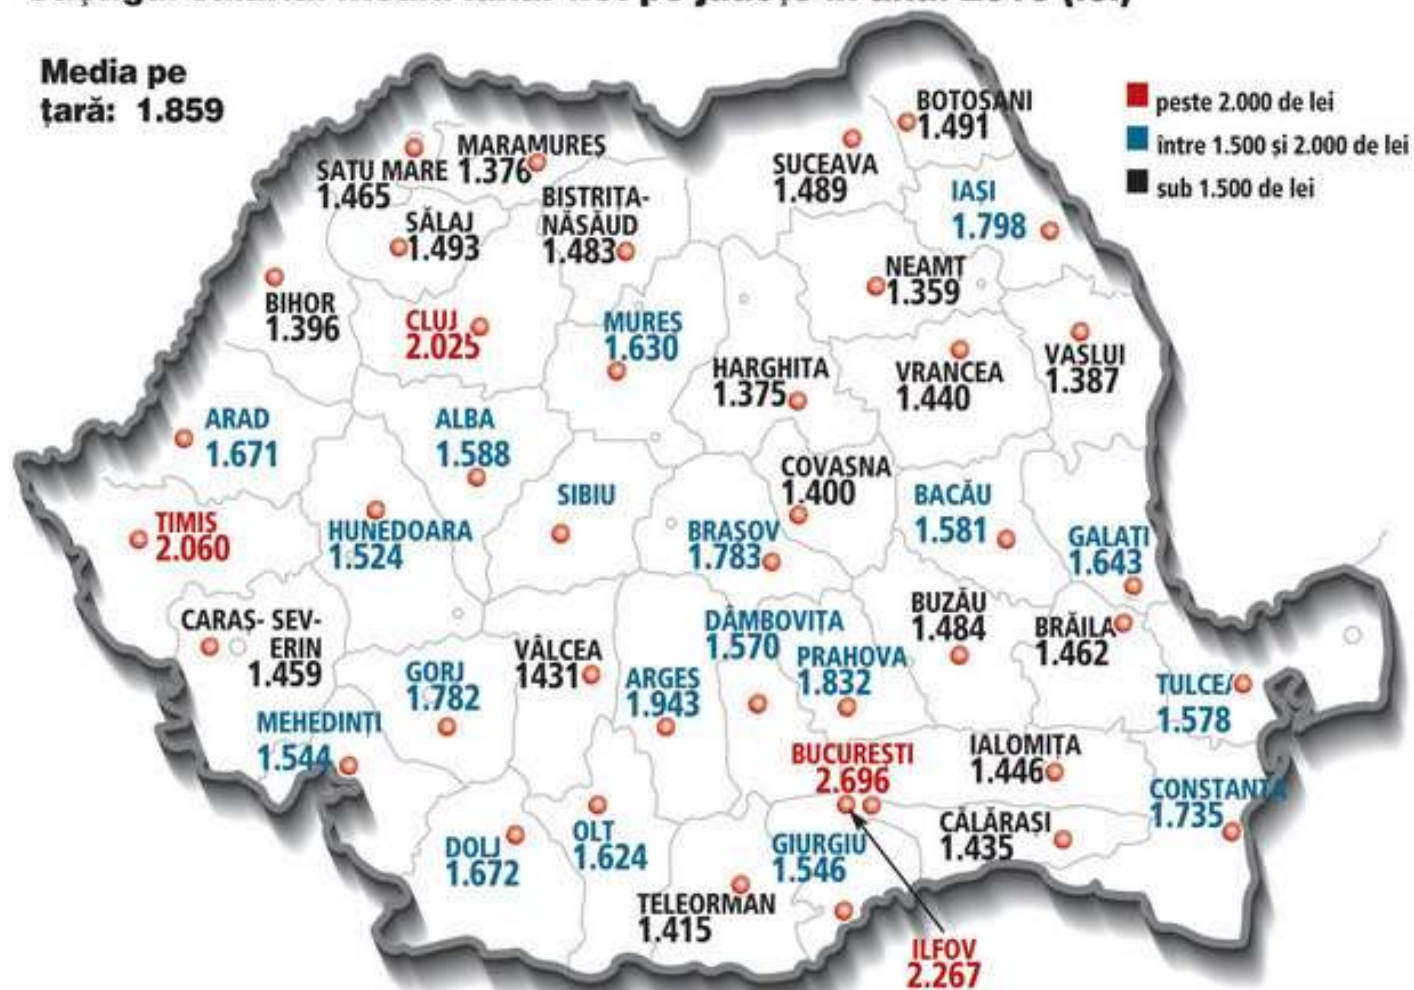 Media pe
țară: 1.859
peste 2.000 de lei
între 1.500 și 2.000 de lei
sub 1.500 de lei
BOTOȘANI
1.491
SUCEAVA
1.489
IAȘI
1.798
MARAMUREȘ
1.376
SATU MARE
1.465
BISTRIȚA-
NĂSĂUD
1.483
SĂLAJ
1.493
NEAMȚ
1.359
BIHOR
1.396
CLUJ
2.025
MUREȘ
1.630
HARGHITA
1.375
VRANCEA
1.440
VASLUI
1.387
ARAD
1.671
ALBA
1.588
COVASNA
1.400
SIBIU
BACĂU
1.581
TIMIȘ
2.060
HUNEDOARA
1.524
BRAȘOV
1.783
GALAȚI
1.643
CARAȘ- SEV-
ERIN
1.459
VÂLCEA
1431
DÂMBOVIȚA
1.570
BUZĂU
1.484
BRĂILA
1.462
GORJ
1.782
ARGEȘ
1.943
PRAHOVA
1.832
TULCEA
1.578
MEHEDINȚI
1.544
BUCUREȘTI
2.696
IALOMIȚA
1.446
CONSTANȚA
1.735
DOLJ
1.672
OLT
1.624
GIURGIU
1.546
CĂLĂRAȘI
1.435
TELEORMAN
1.415
ILFOV
2.267